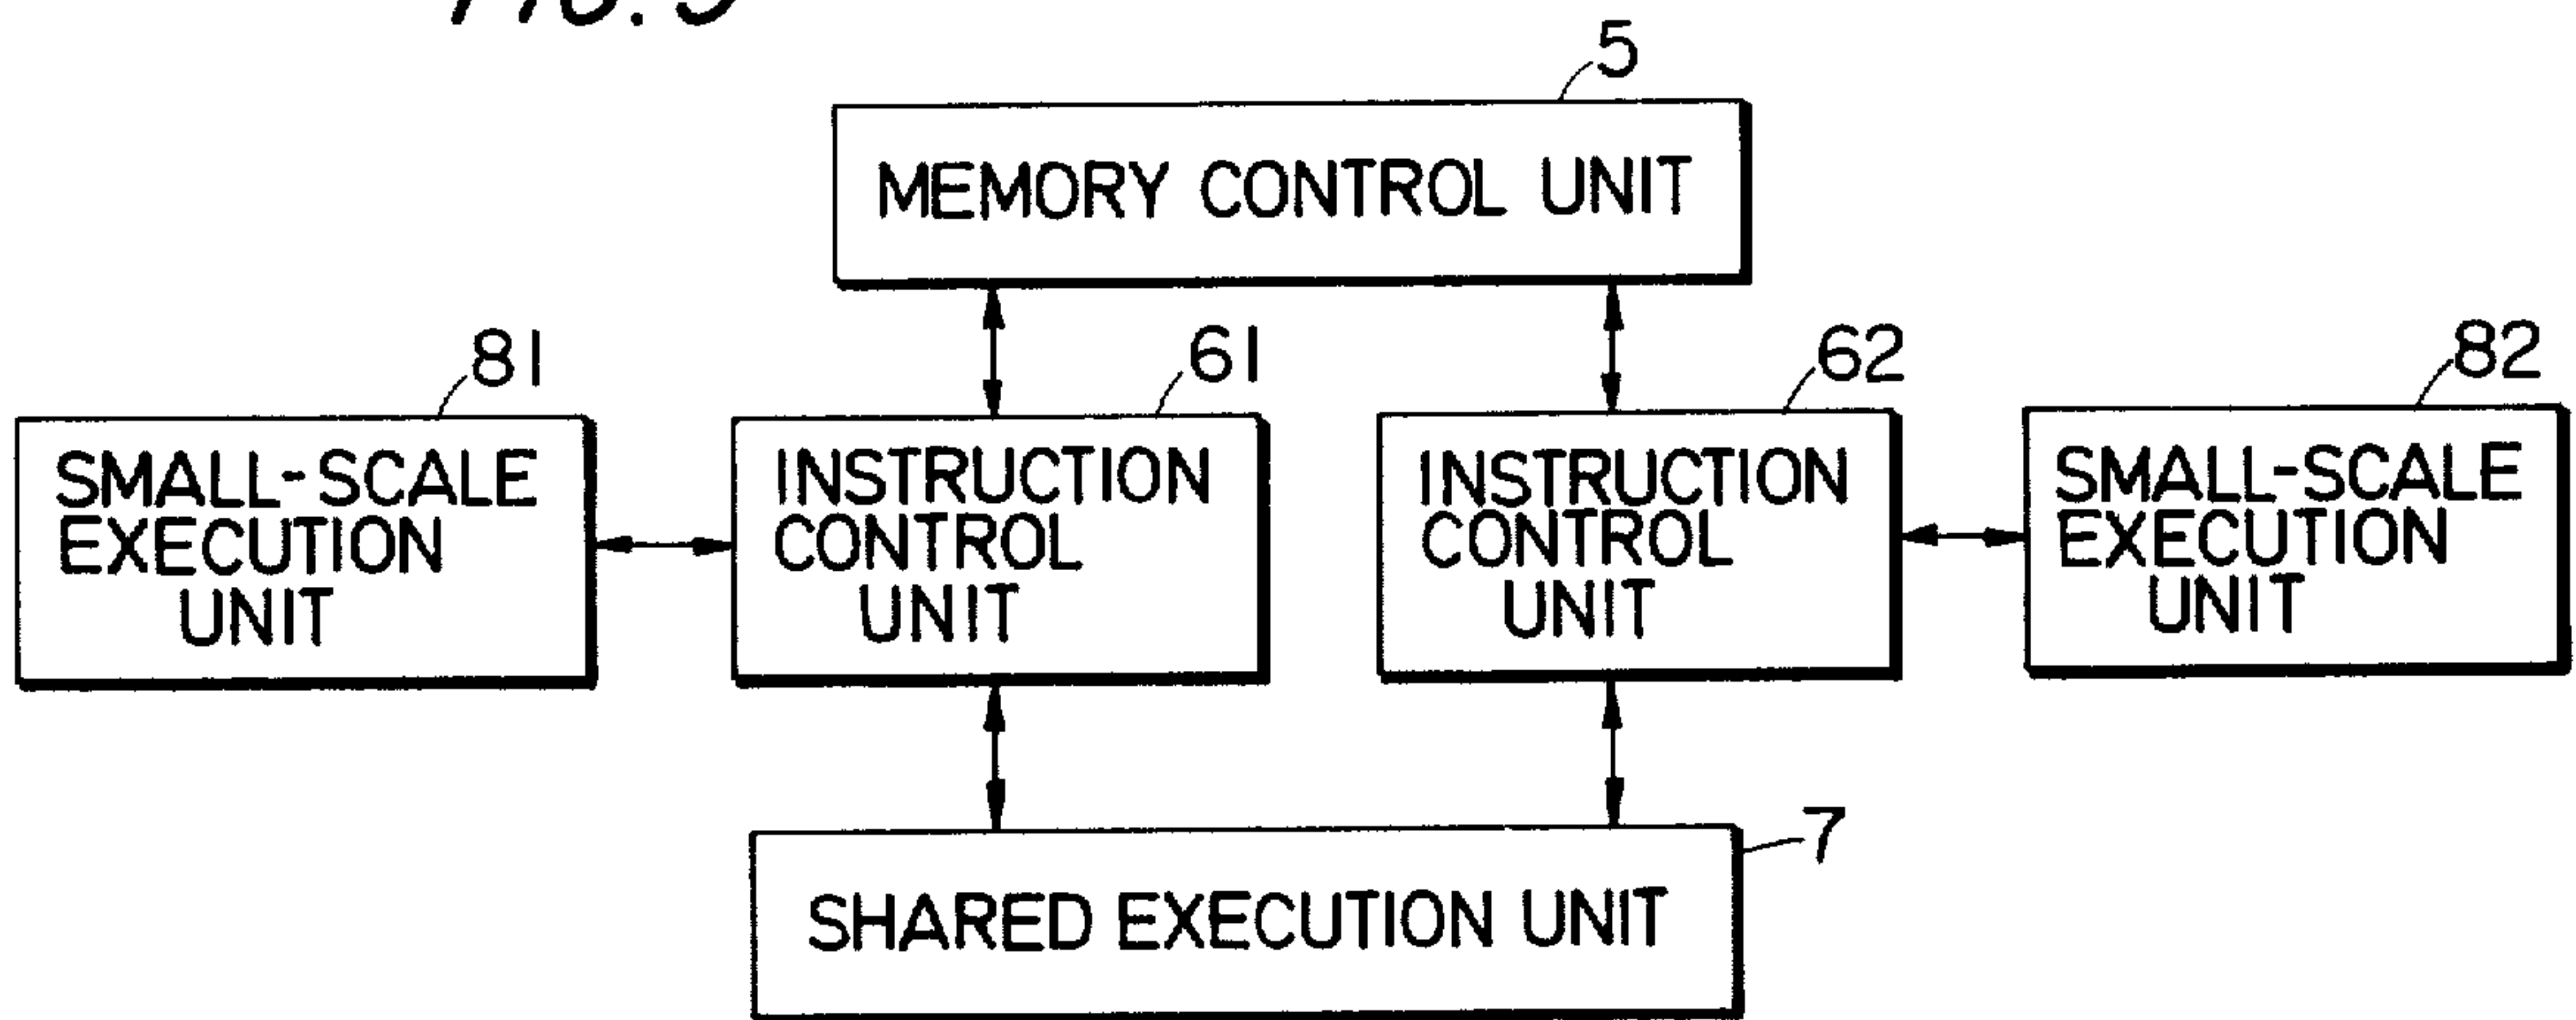 FIG.
5
MEMORY CONTROL UNIT
81
61
62
82
SMALL-SCALE
EXECUTION
UNIT
INSTRUCTION
CONTROL
UNIT
INSTRUCTION
CONTROL
UNIT
SMALL-SCALE
EXECUTION
UNIT
7
SHARED EXECUTION UNIT